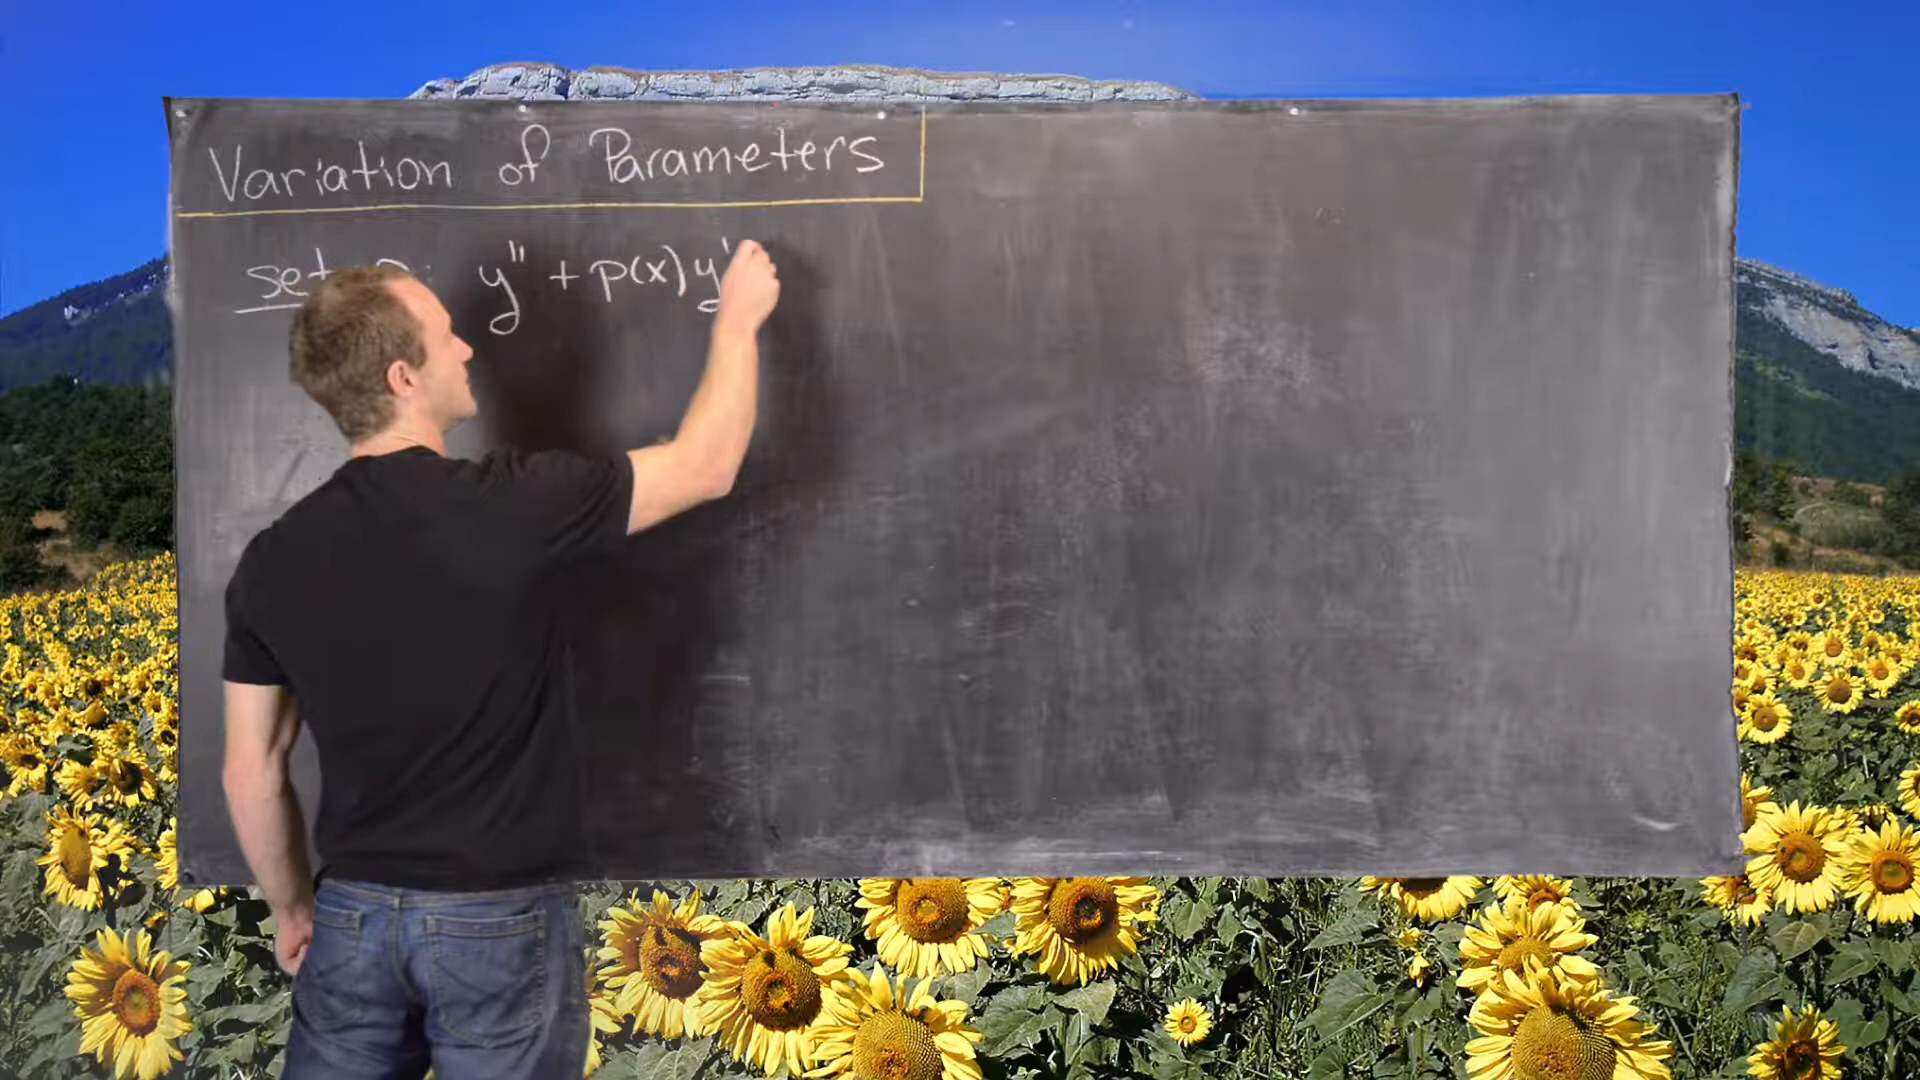 Variation of Parameters
y" + p(x) y'